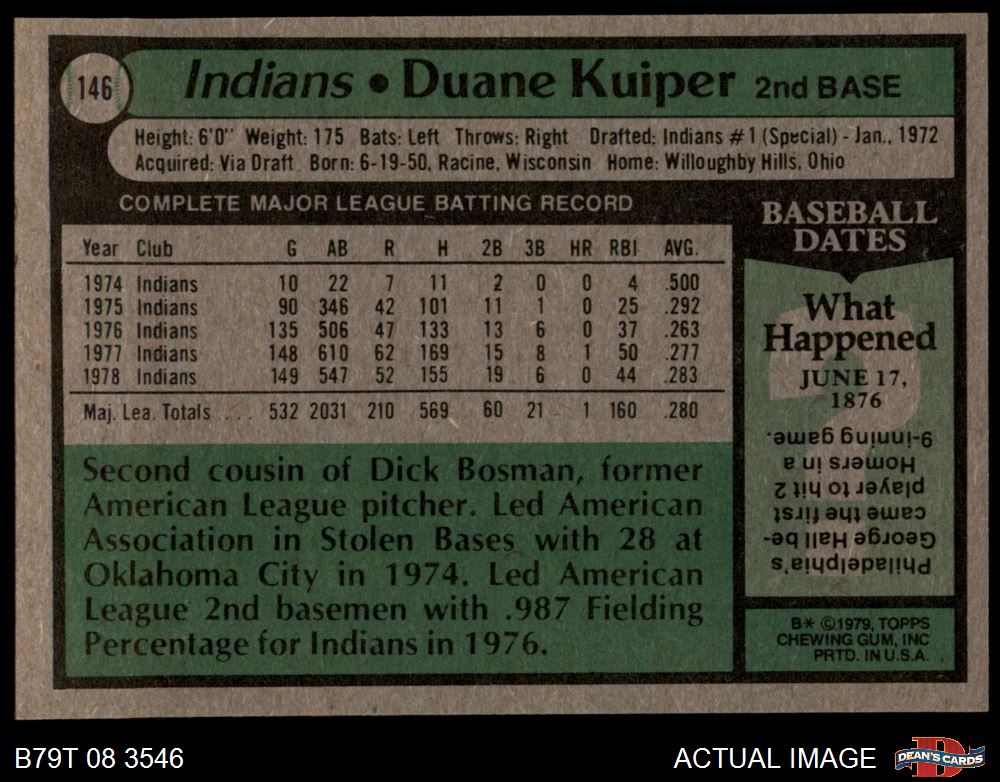 146
Indians • Duane Kuiper 2nd BASE
Height: 6'0" Weight: 175 Bats: Left Throws: Right Drafted: Indians #1 (Special) - Jan., 1972
Acquired: Via Draft Born: 6-19-50, Racine, Wisconsin Home: Willoughby Hills, Ohio
COMPLETE MAJOR LEAGUE BATTING RECORD
Year Club G AB R H 2B 3B HR RBI AVG.
1974 Indians 10 22 7 11 2 0 0 4 .500
1975 Indians 90 346 42 101 11 1 0 25 .292
1976 Indians 135 506 47 133 13 6 0 37 .263
1977 Indians 148 610 62 169 15 8 1 50 .277
1978 Indians 149 547 52 155 19 6 0 44 .283
Maj. Lea. Totals . . . 532 2031 210 569 60 21 1 160 .280
Second cousin of Dick Bosman, former
American League pitcher. Led American
Association in Stolen Bases with 28 at
Oklahoma City in 1974. Led American
League 2nd basemen with .987 Fielding
Percentage for Indians in 1976.
BASEBALL
DATES
What
Happened
JUNE 17,
1876
Philadelphia's
George Hall be-
came the first
player to hit 2
Homers in a
9-inning game.
B* ©1979, TOPPS
CHEWING GUM, INC
PRTD. IN U.S.A.
B79T 08 3546
ACTUAL IMAGE
D
DEAN'S CARDS